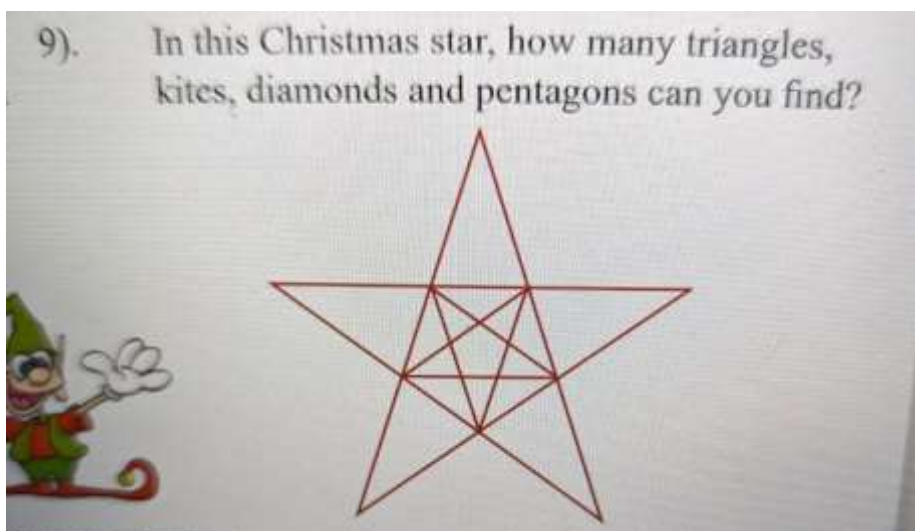 9). In this Christmas star, how many triangles,
kites, diamonds and pentagons can you find?